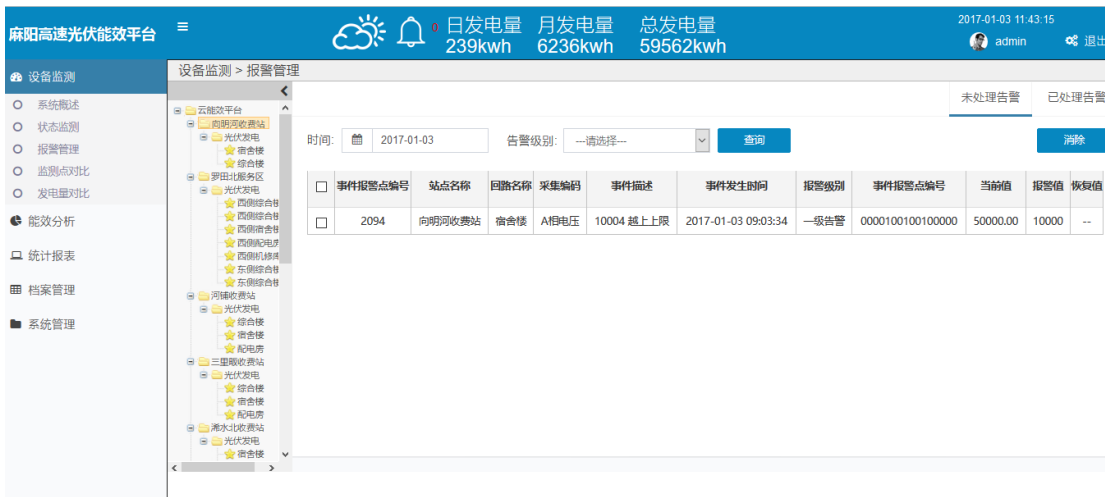 麻阳高速光伏能效平台
0
日发电量
239kwh
月发电量
6236kwh
总发电量
59562kwh
2017-01-03 11:43:15
admin
退出
设备监测
系统概述
状态监测
报警管理
监测点对比
发电量对比
能效分析
统计报表
档案管理
系统管理
设备监测 > 报警管理
云能效平台
向明河收费站
光伏发电
宿舍楼
综合楼
罗田北服务区
光伏发电
西侧综合楼
西侧综合楼
西侧宿舍楼
西侧配电房
西侧机修库
东侧综合楼
东侧综合楼
河铺收费站
光伏发电
综合楼
宿舍楼
配电房
三里畈收费站
光伏发电
综合楼
宿舍楼
配电房
浠水北收费站
光伏发电
宿舍楼
未处理告警 已处理告警
时间: 2017-01-03 告警级别: ---请选择--- 查询 消除
事件报警点编号 站点名称 回路名称 采集编码 事件描述 事件发生时间 报警级别 事件报警点编号 当前值 报警值 恢复值
2094 向明河收费站 宿舍楼 A相电压 10004 越上上限 2017-01-03 09:03:34 一级告警 0000100100100000 50000.00 10000 --